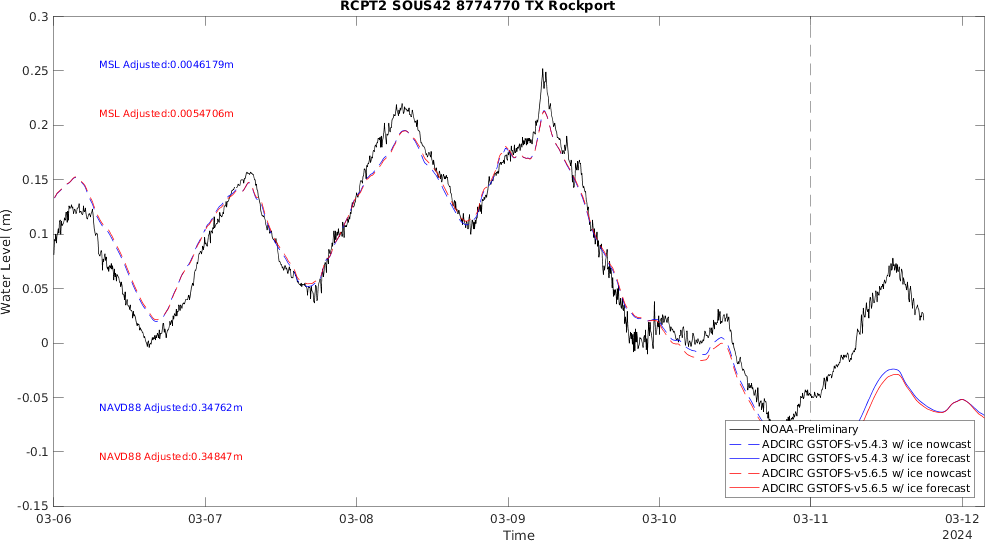 RCPT2 SOUS42 8774770 TX Rockport
0.3
0.25
0.2
0.15
0.1
0.05
0
-0.05
-0.1
-0.15
Water Level (m)
MSL Adjusted:0.0046179m
MSL Adjusted:0.0054706m
NAVD88 Adjusted:0.34762m
NAVD88 Adjusted:0.34847m
NOAA-Preliminary
ADCIRC GSTOFS-v5.4.3 w/ ice nowcast
ADCIRC GSTOFS-v5.4.3 w/ ice forecast
ADCIRC GSTOFS-v5.6.5 w/ ice nowcast
ADCIRC GSTOFS-v5.6.5 w/ ice forecast
03-06 03-07 03-08 03-09 03-10 03-11 03-12
Time
2024